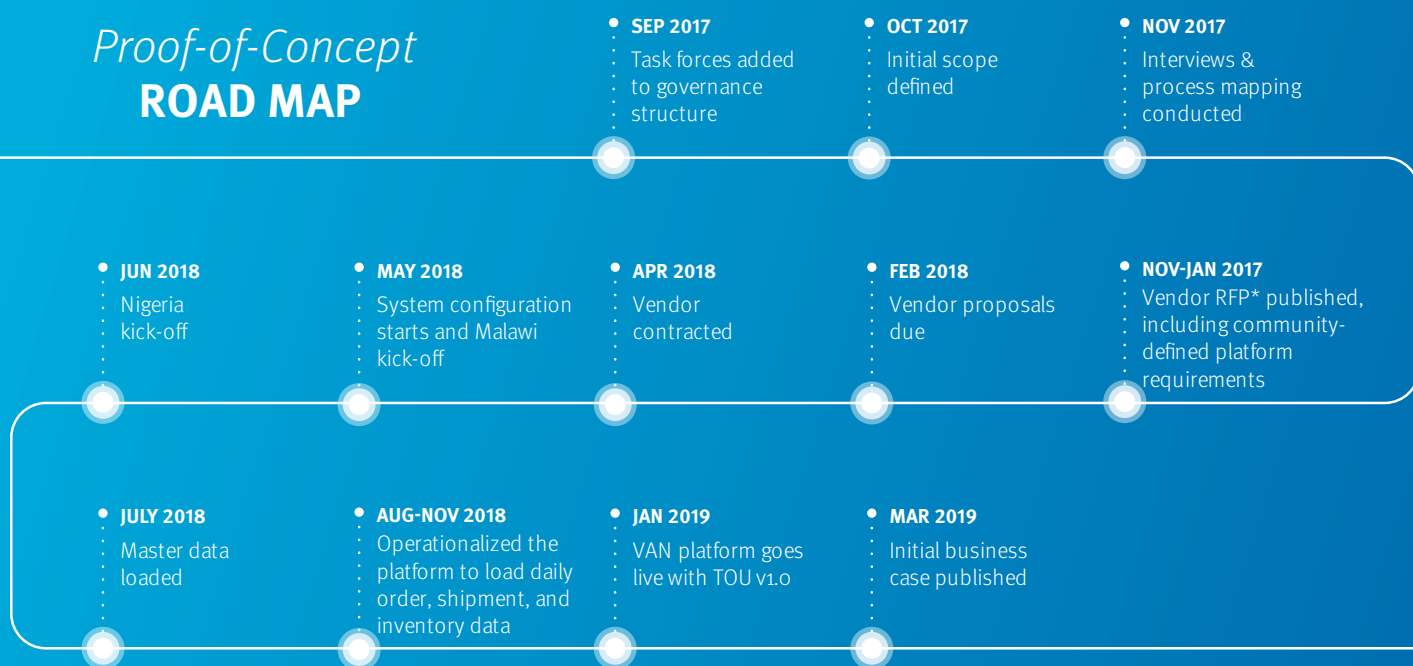 Proof-of-Concept
ROAD MAP
SEP 2017
Task forces added
to governance
structure
OCT 2017
Initial scope
defined
NOV 2017
Interviews &
process mapping
conducted
NOV-JAN 2017
Vendor RFP* published,
including community-
defined platform
requirements
FEB 2018
Vendor proposals
due
APR 2018
Vendor
contracted
MAY 2018
System configuration
starts and Malawi
kick-off
JUN 2018
Nigeria
kick-off
JULY 2018
Master data
loaded
AUG-NOV 2018
Operationalized the
platform to load daily
order, shipment, and
inventory data
JAN 2019
VAN platform goes
live with TOU v1.0
MAR 2019
Initial business
case published